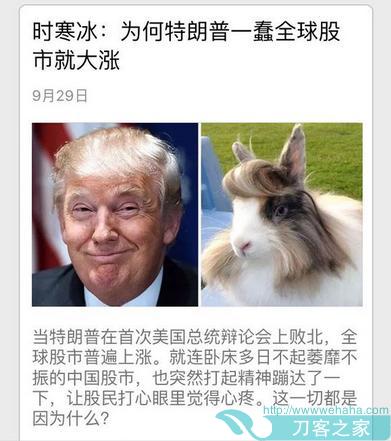 时寒冰：为何特朗普一蠢全球股
市就大涨
9月29日
当特朗普在首次美国总统辩论会上败北，全
球股市普遍上涨。就连卧床多日不起萎靡不
振的中国股市，也突然打起精神蹦达了一
下，让股民打心眼里觉得心疼。这一切都是
因为什么？
http://www.wehaha.com
刀客之家